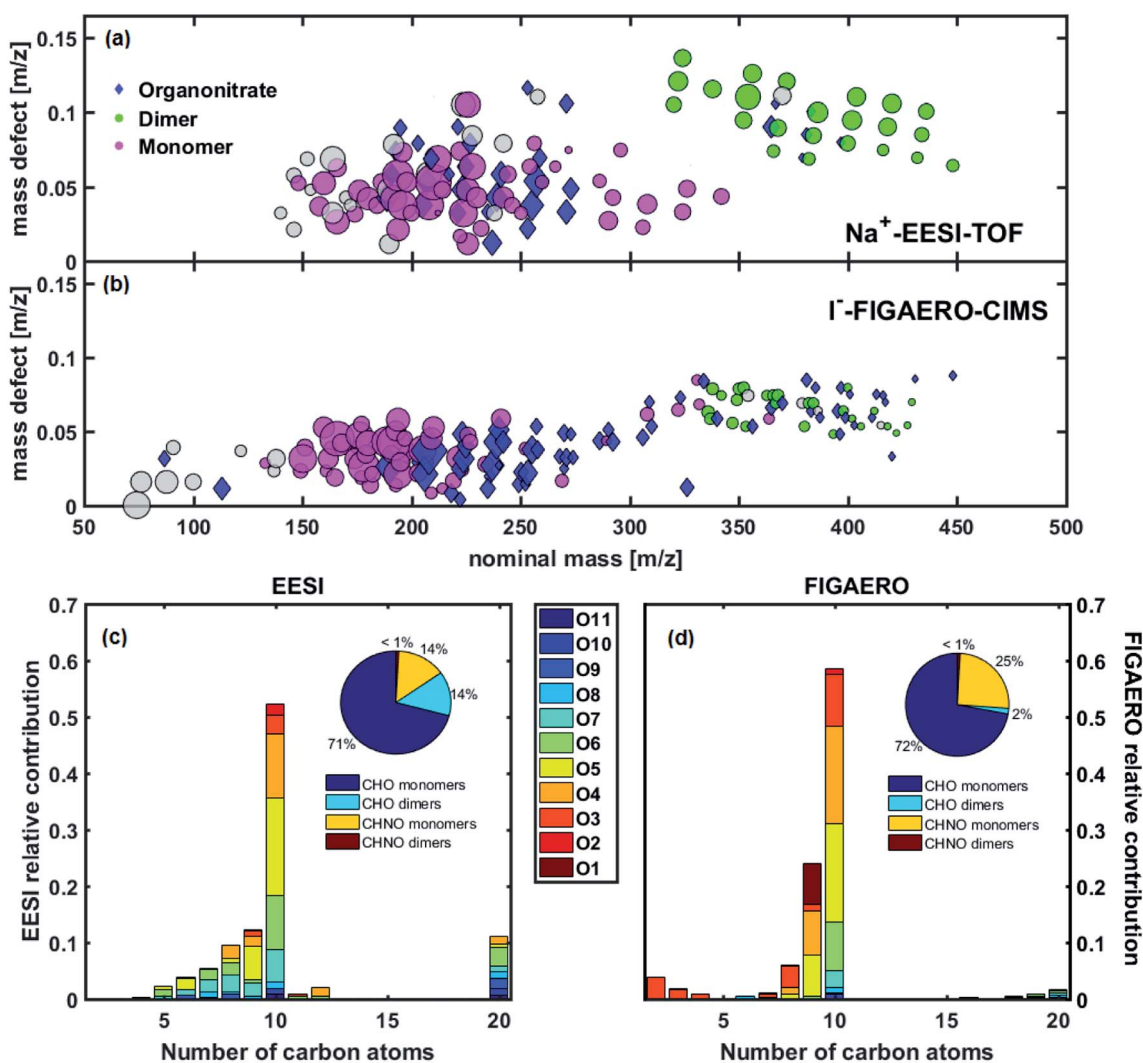 (a)
mass defect [m/z]
0.15
0.1
0.05
0
Organonitrate
Dimer
Monomer
Na+-EESI-TOF
(b)
mass defect [m/z]
0.15
0.1
0.05
0
I--FIGAERO-CIMS
50 100 150 200 250 300 350 400 450 500
nominal mass [m/z]
EESI
(c)
EESI relative contribution
0.7
0.6
0.5
0.4
0.3
0.2
0.1
0
< 1%
14%
14%
71%
CHO monomers
CHO dimers
CHNO monomers
CHNO dimers
5 10 15 20
Number of carbon atoms
O11
O10
O9
O8
O7
O6
O5
O4
O3
O2
O1
FIGAERO
(d)
< 1%
25%
2%
72%
CHO monomers
CHO dimers
CHNO monomers
CHNO dimers
5 10 15 20
Number of carbon atoms
0.7
0.6
0.5
0.4
0.3
0.2
0.1
0
FIGAERO relative contribution